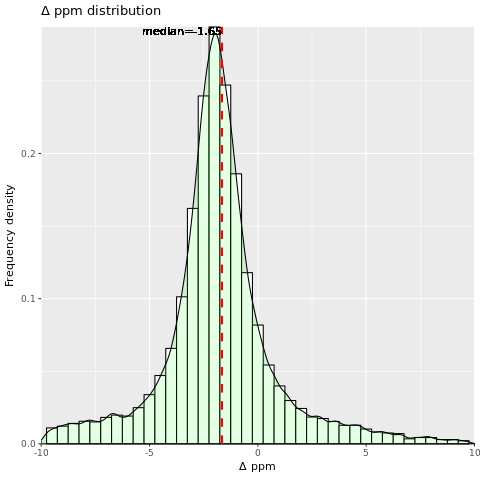 Δ ppm distribution
median=-1.65
Frequency density
0.2
0.1
0.0
-10
-5
0
5
10
Δ ppm